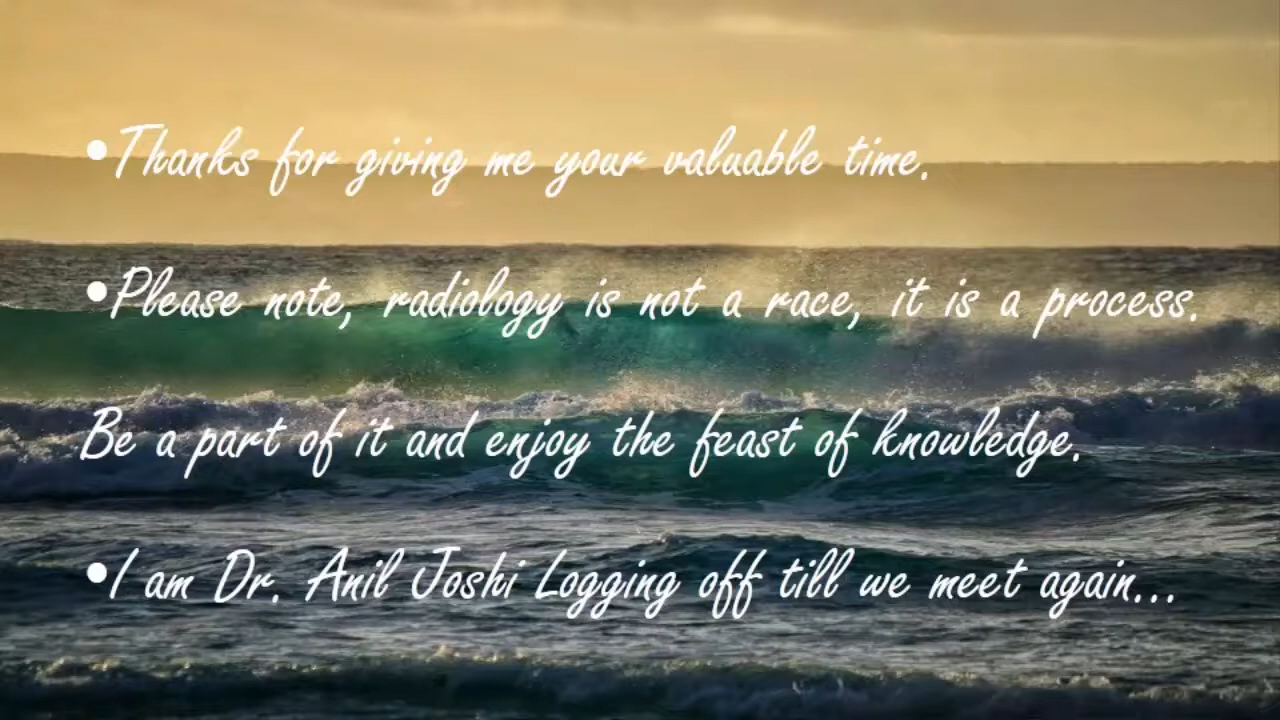 •Thanks for giving me your valuable time.
•Please note, radiology is not a race, it is a process.
Be a part of it and enjoy the feast of knowledge.
•I am Dr. Anil Joshi Logging off till we meet again...